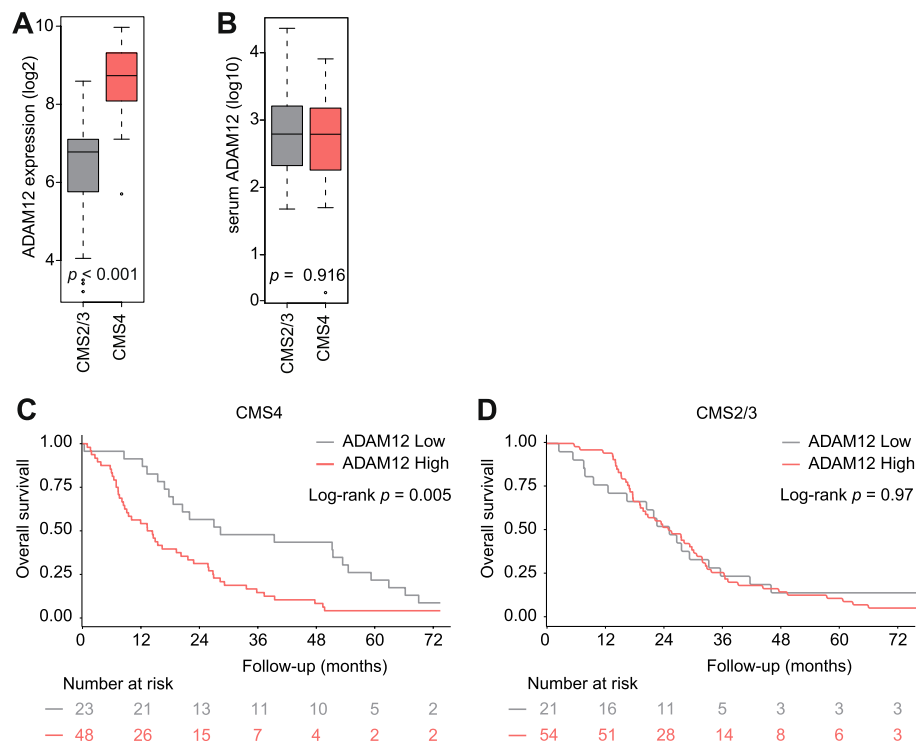 A
ADAM12 expression (log2)
10
8
6
4
p < 0.001
CMS2/3
CMS4
B
serum ADAM12 (log10)
4
3
2
1
0
p = 0.916
CMS2/3
CMS4
C
CMS4
Overall survivall
1.00
0.75
0.50
0.25
0.00
ADAM12 Low
ADAM12 High
Log-rank p = 0.005
0 12 24 36 48 60 72
Follow-up (months)
Number at risk
23 21 13 11 10 5 2
48 26 15 7 4 2 2
D
CMS2/3
Overall survivall
1.00
0.75
0.50
0.25
0.00
ADAM12 Low
ADAM12 High
Log-rank p = 0.97
0 12 24 36 48 60 72
Follow-up (months)
Number at risk
21 16 11 5 3 3 3
54 51 28 14 8 6 3